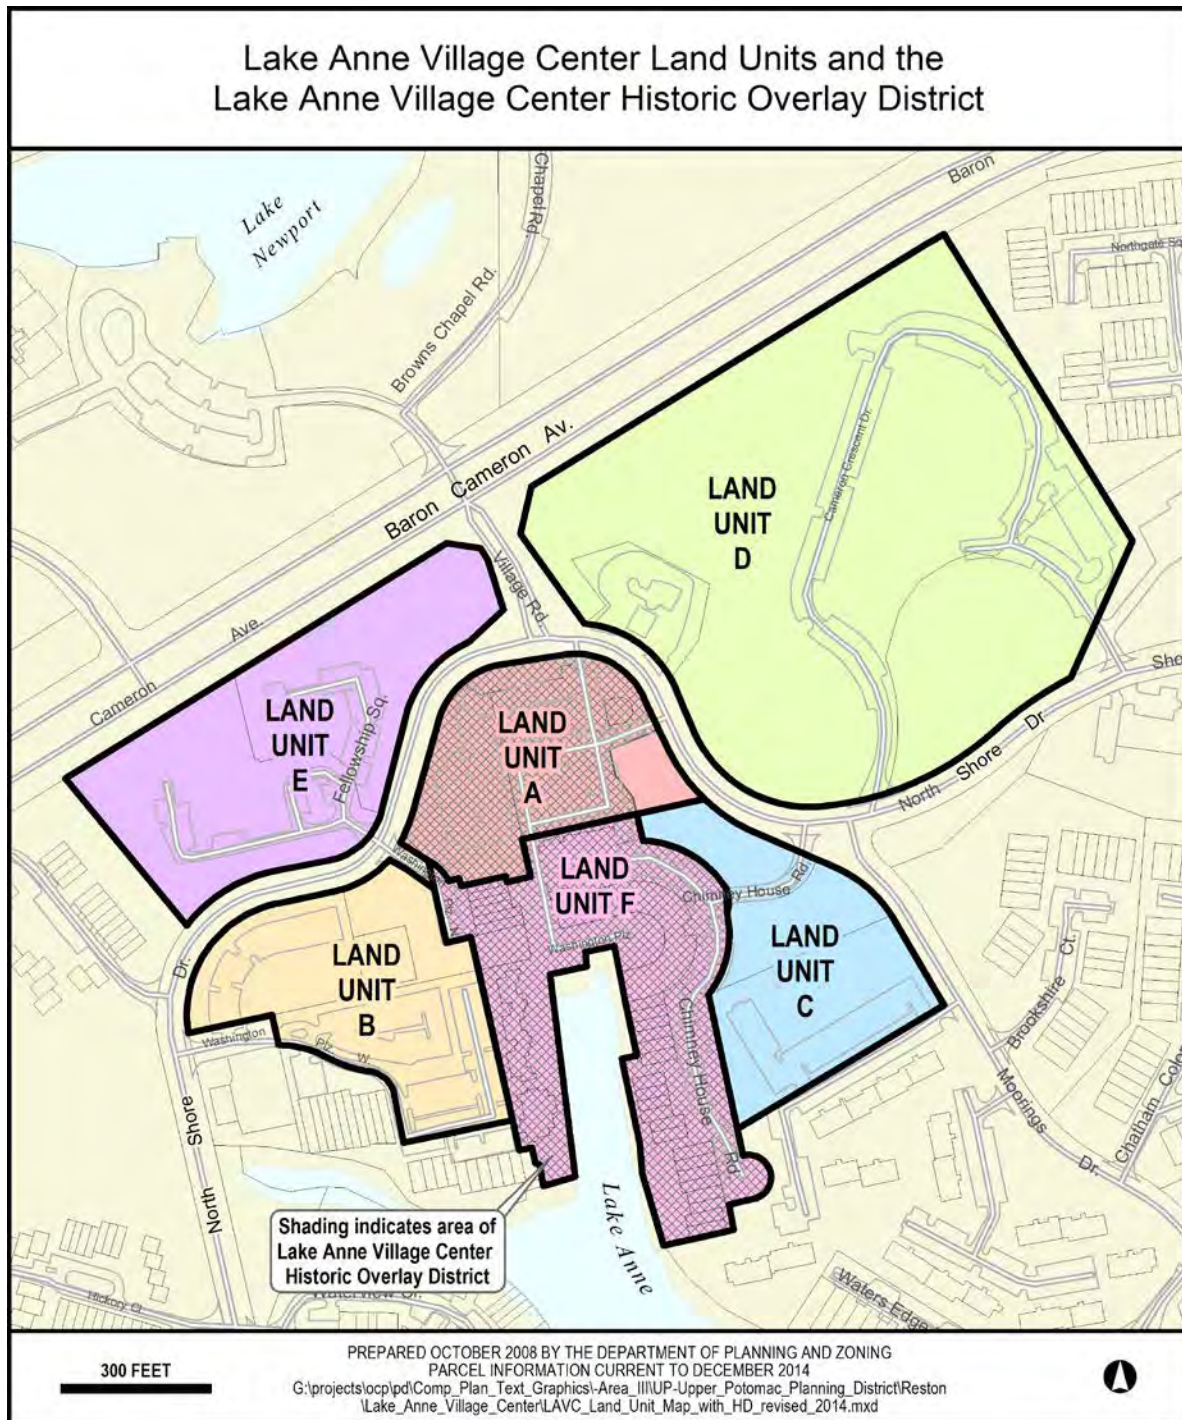 Lake Anne Village Center Land Units and the
Lake Anne Village Center Historic Overlay District
Lake
Newport
Chapel Rd.
Browns Chapel Rd.
Baron
Northgate Sq
Baron Cameron Av.
Village Rd.
LAND
UNIT
D
Cameron Crescent Dr.
Cameron Ave.
LAND
UNIT
E
Fellowship Sq.
LAND
UNIT
A
North Shore Dr
Sho
Washington Plz N
LAND
UNIT F
Washington Plz
Chimney House Rd.
LAND
UNIT
B
LAND
UNIT
C
Chimney House Rd
Washington Plz W
North Shore Dr.
Brookshire Ct.
Moorings Dr.
Chatham Color
Lake Anne
Shading indicates area of
Lake Anne Village Center
Historic Overlay District
Hickory Cl
Waters Edge
300 FEET
PREPARED OCTOBER 2008 BY THE DEPARTMENT OF PLANNING AND ZONING
PARCEL INFORMATION CURRENT TO DECEMBER 2014
G:\projects\ocp\pd\Comp_Plan_Text_Graphics\-Area_III\UP-Upper_Potomac_Planning_District\Reston
\Lake_Anne_Village_Center\LAVC_Land_Unit_Map_with_HD_revised_2014.mxd